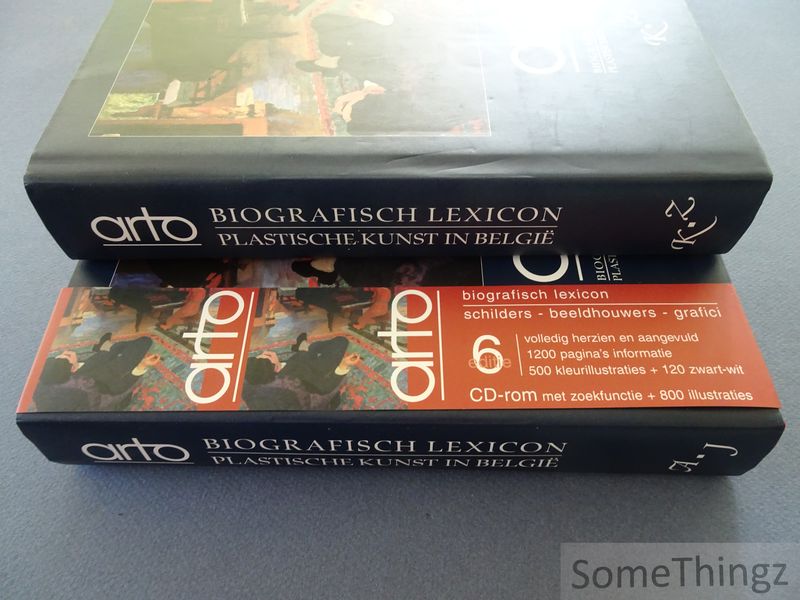 arto
K
arto BIOGRAFISCH LEXICON
PLASTISCHE KUNST IN BELGIË
K.Z
arto
arto
biografisch lexicon
schilders - beeldhouwers - grafici
6
editie
volledig herzien en aangevuld
1200 pagina's informatie
500 kleurillustraties + 120 zwart-wit
CD-rom met zoekfunctie + 800 illustraties
arto BIOGRAFISCH LEXICON
PLASTISCHE KUNST IN BELGIË
A.J
SomeThingz